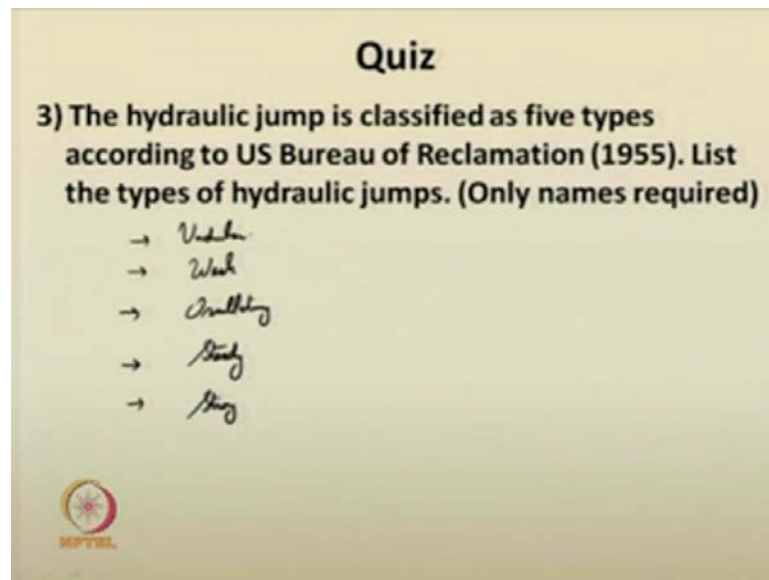 Quiz
3) The hydraulic jump is classified as five types
according to US Bureau of Reclamation (1955). List
the types of hydraulic jumps. (Only names required)
→ Undular
→ Weak
→ Oscillating
→ Steady
→ Strong
NPTEL